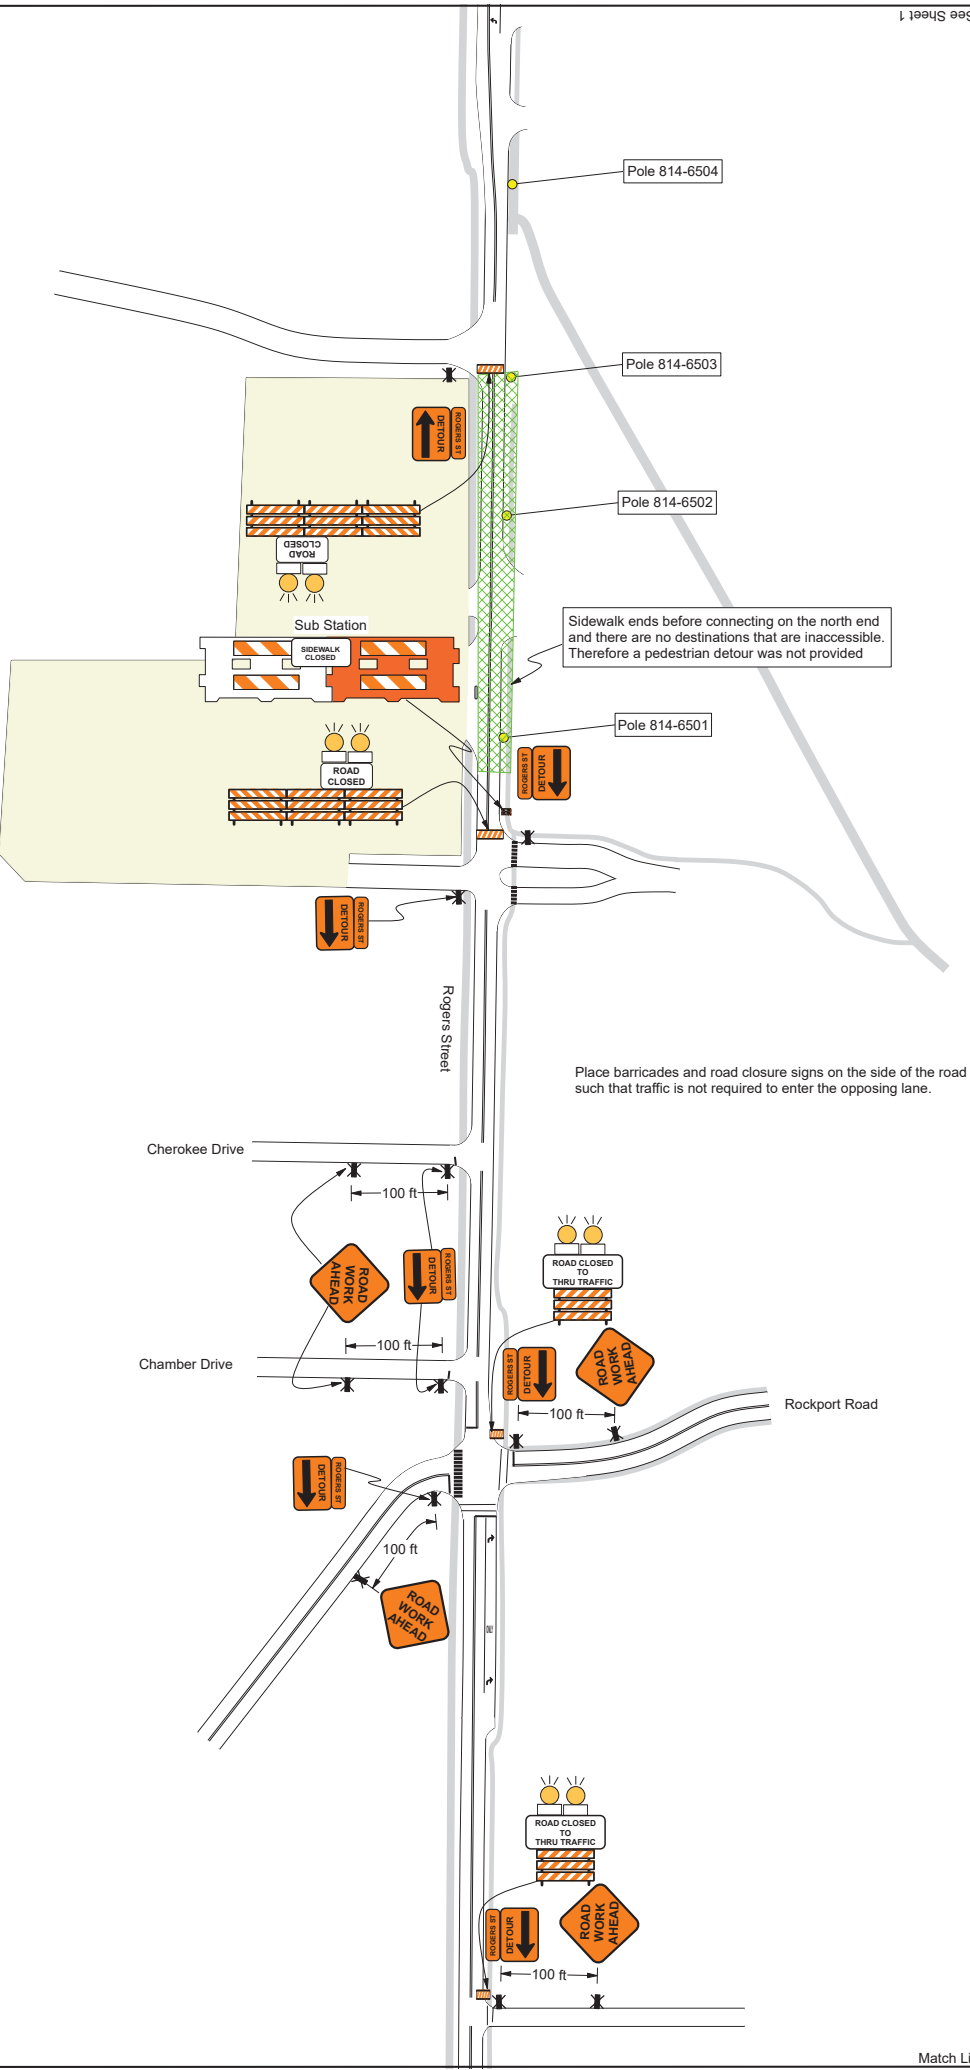 See Sheet 1
Pole 814-6504
Pole 814-6503
ROGERS ST
DETOUR
Pole 814-6502
ROAD
CLOSED
Sub Station
SIDEWALK
CLOSED
Sidewalk ends before connecting on the north end
and there are no destinations that are inaccessible.
Therefore a pedestrian detour was not provided
Pole 814-6501
ROAD
CLOSED
ROGERS ST
DETOUR
ROGERS ST
DETOUR
Rogers Street
Place barricades and road closure signs on the side of the road
such that traffic is not required to enter the opposing lane.
Cherokee Drive
100 ft
ROAD
WORK
AHEAD
ROGERS ST
DETOUR
ROAD CLOSED
TO
THRU TRAFFIC
100 ft
Chamber Drive
ROGERS ST
DETOUR
ROAD
WORK
AHEAD
100 ft
Rockport Road
ROGERS ST
DETOUR
100 ft
ROAD
WORK
AHEAD
ONLY
ROAD CLOSED
TO
THRU TRAFFIC
ROGERS ST
DETOUR
ROAD
WORK
AHEAD
100 ft
Match Li